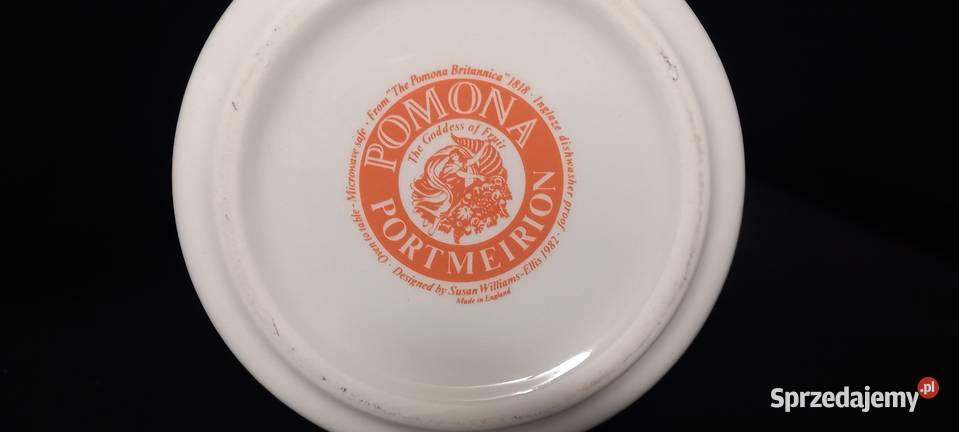 From "The Pomona Britannica" 1818 · Inglaze dishwasher proof
POMONA
The Goddess of Fruit
PORTMEIRION
Oven to table - Microwave safe ·
Designed by Susan Williams-Ellis 1982 ·
Made in England
Sprzedajemy.pl